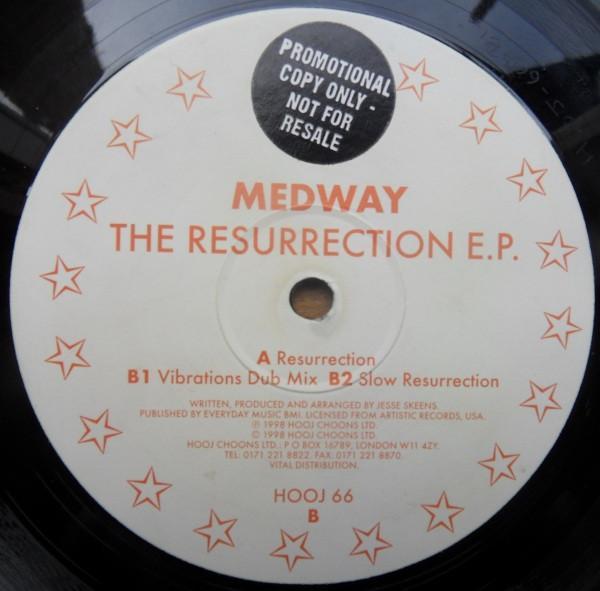 PROMOTIONAL
COPY ONLY -
NOT FOR
RESALE
MEDWAY
THE RESURRECTION E.P.
A Resurrection
B1 Vibrations Dub Mix B2 Slow Resurrection
WRITTEN, PRODUCED AND ARRANGED BY JESSE SKEENS.
PUBLISHED BY EVERYDAY MUSIC BMI. LICENSED FROM ARTISTIC RECORDS, USA.
℗ 1998 HOOJ CHOONS LTD.
© 1998 HOOJ CHOONS LTD.
HOOJ CHOONS LTD.: P O BOX 16789, LONDON W11 4ZY.
TEL: 0171 221 8822. FAX: 0171 221 8870.
VITAL DISTRIBUTION.
HOOJ 66
B